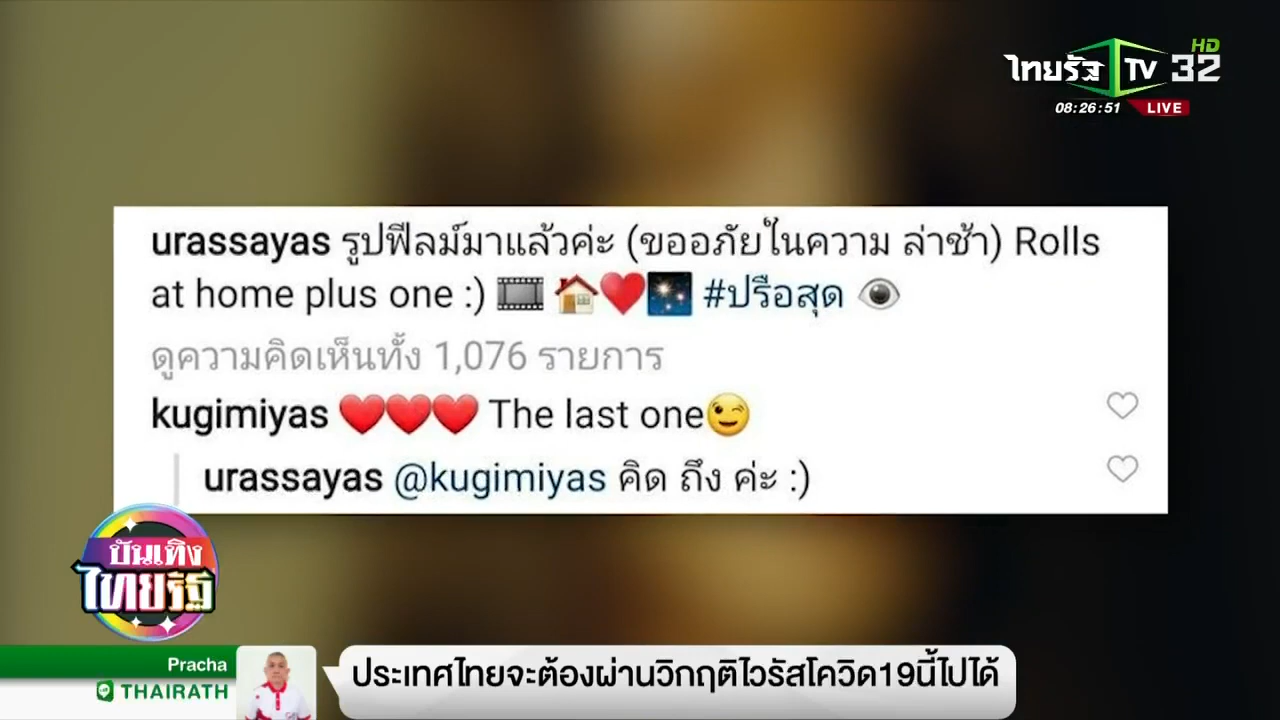 ไทยรัฐ TV 32 HD
08:26:51 LIVE
urassayas รูปฟีลม์มาแล้วค่ะ (ขออภัยในความ ล่าช้า) Rolls
at home plus one :) 🎞️ 🏠❤️🎇 #ปรือสุด 👁️
ดูความคิดเห็นทั้ง 1,076 รายการ
kugimiyas ❤️❤️❤️ The last one😉
urassayas @kugimiyas คิด ถึง ค่ะ :)
บันเทิง
ไทยรัฐ
Pracha
THAIRATH
ประเทศไทยจะต้องผ่านวิกฤติไวรัสโควิด19นี้ไปได้